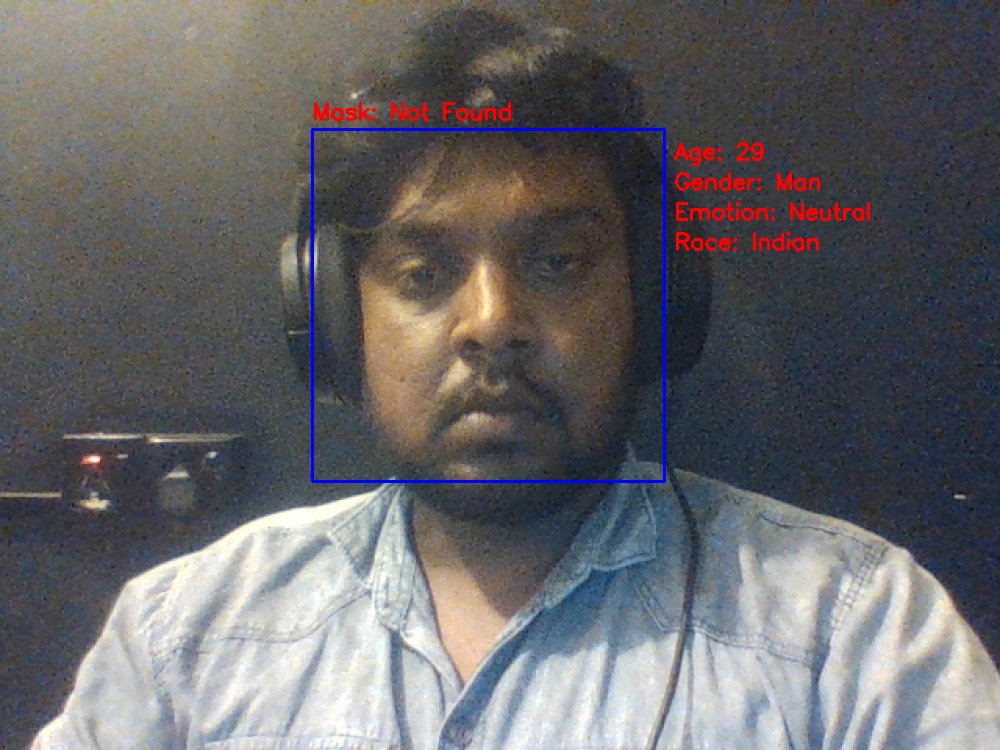 Mask: Not Found
Age: 29
Gender: Man
Emotion: Neutral
Race: Indian